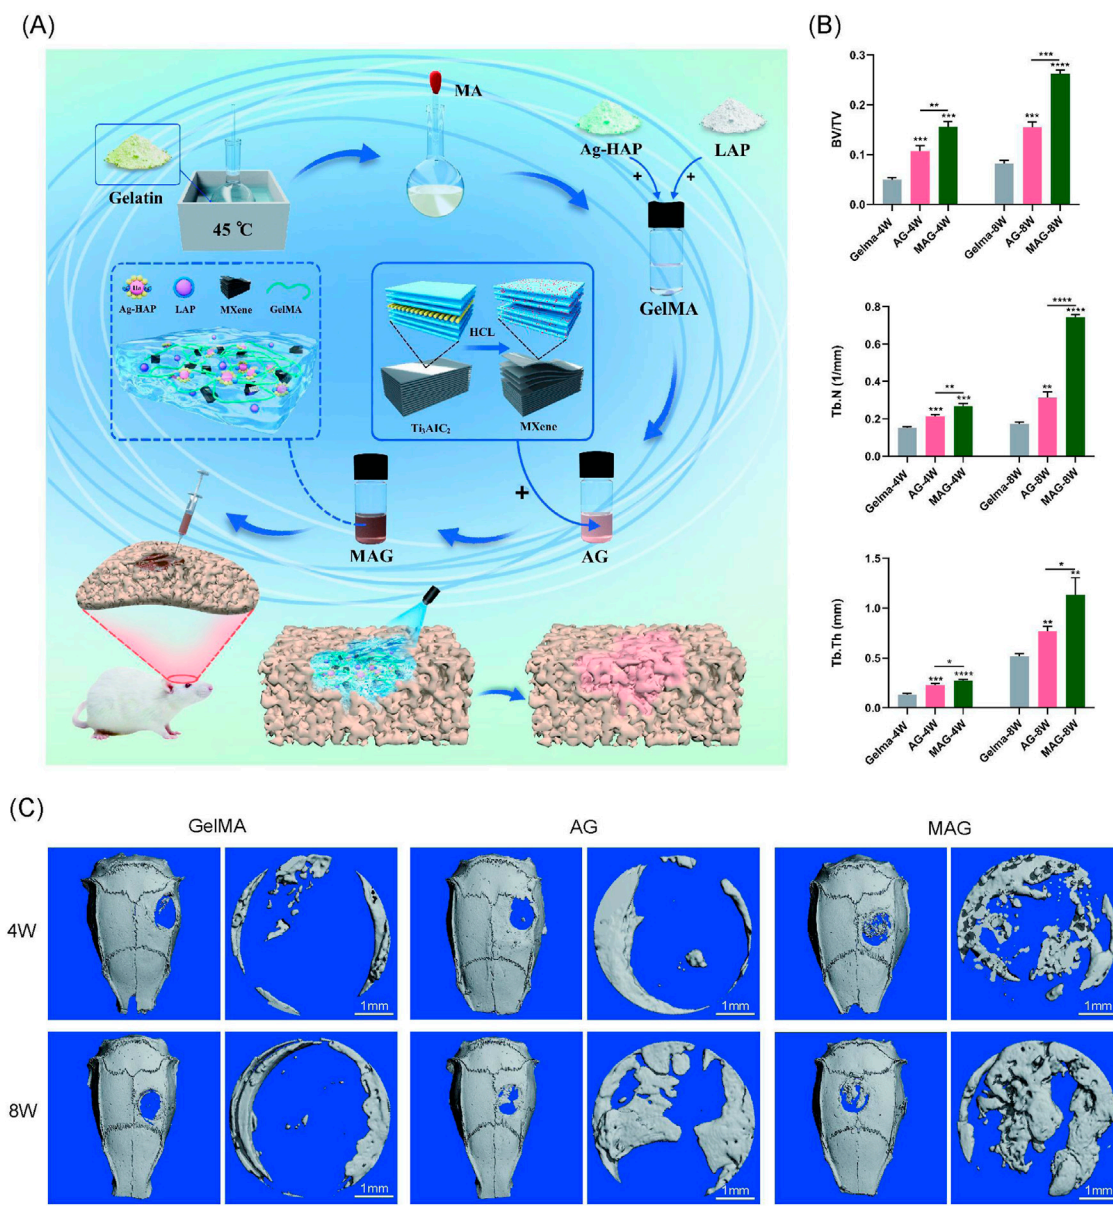 (A)
MA
Ag-HAP
LAP
+
+
Gelatin
45 ℃
GelMA
Ag-HAP
LAP
MXene
GelMA
HCL
Ti₃AlC₂
MXene
+
MAG
AG
(B)
BV/TV
0.3
0.2
0.1
0.0
***
**
***
**
***
***
****
Gelma-4W
AG-4W
MAG-4W
Gelma-8W
AG-8W
MAG-8W
Tb.N (1/mm)
0.8
0.6
0.4
0.2
0.0
***
**
***
**
****
****
Gelma-4W
AG-4W
MAG-4W
Gelma-8W
AG-8W
MAG-8W
Tb.Th (mm)
1.5
1.0
0.5
0.0
***
*
****
**
*
**
Gelma-4W
AG-4W
MAG-4W
Gelma-8W
AG-8W
MAG-8W
(C)
GelMA
AG
MAG
4W
1mm
1mm
1mm
8W
1mm
1mm
1mm